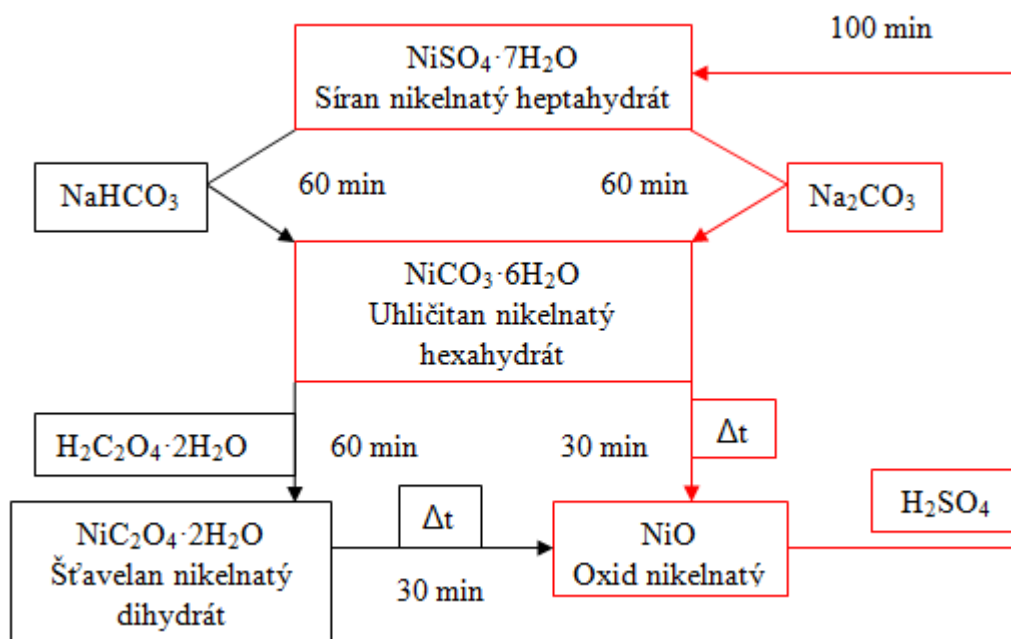 NiSO₄·7H₂O
Síran nikelnatý heptahydrát
100 min
NaHCO₃
60 min
60 min
Na₂CO₃
NiCO₃·6H₂O
Uhličitan nikelnatý
hexahydrát
H₂C₂O₄·2H₂O
60 min
30 min
Δt
H₂SO₄
NiC₂O₄·2H₂O
Šťavelan nikelnatý
dihydrát
Δt
30 min
NiO
Oxid nikelnatý